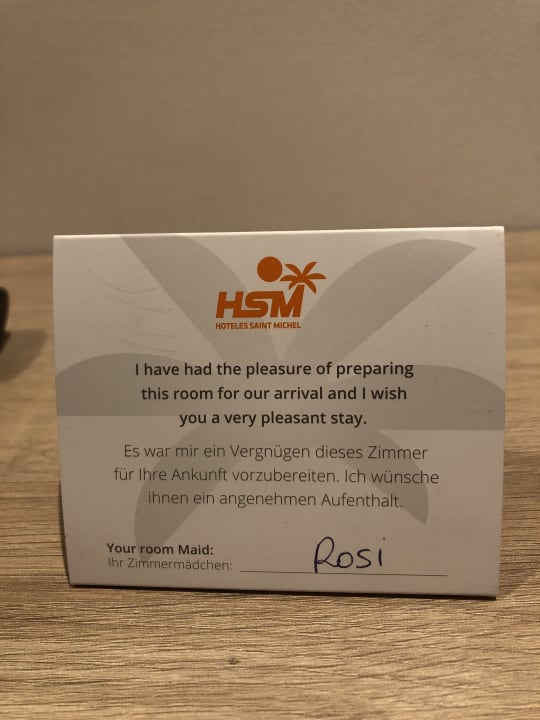 HSM
HOTELES SAINT MICHEL
I have had the pleasure of preparing
this room for our arrival and I wish
you a very pleasant stay.
Es war mir ein Vergnügen dieses Zimmer
für Ihre Ankunft vorzubereiten. Ich wünsche
ihnen ein angenehmen Aufenthalt.
Your room Maid:
Ihr Zimmermädchen: Rosi